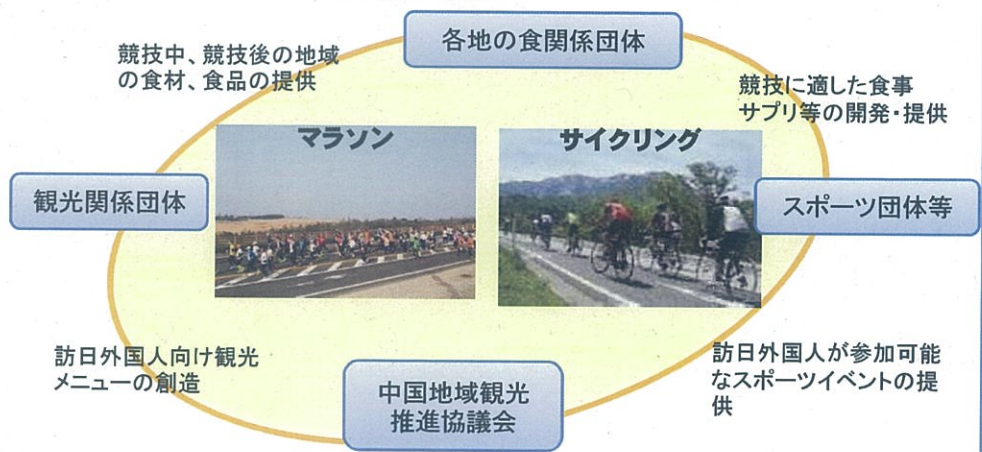 各地の食関係団体
競技中、競技後の地域
の食材、食品の提供
競技に適した食事
サプリ等の開発・提供
マラソン
サイクリング
観光関係団体
スポーツ団体等
訪日外国人向け観光
メニューの創造
訪日外国人が参加可能
なスポーツイベントの提
供
中国地域観光
推進協議会